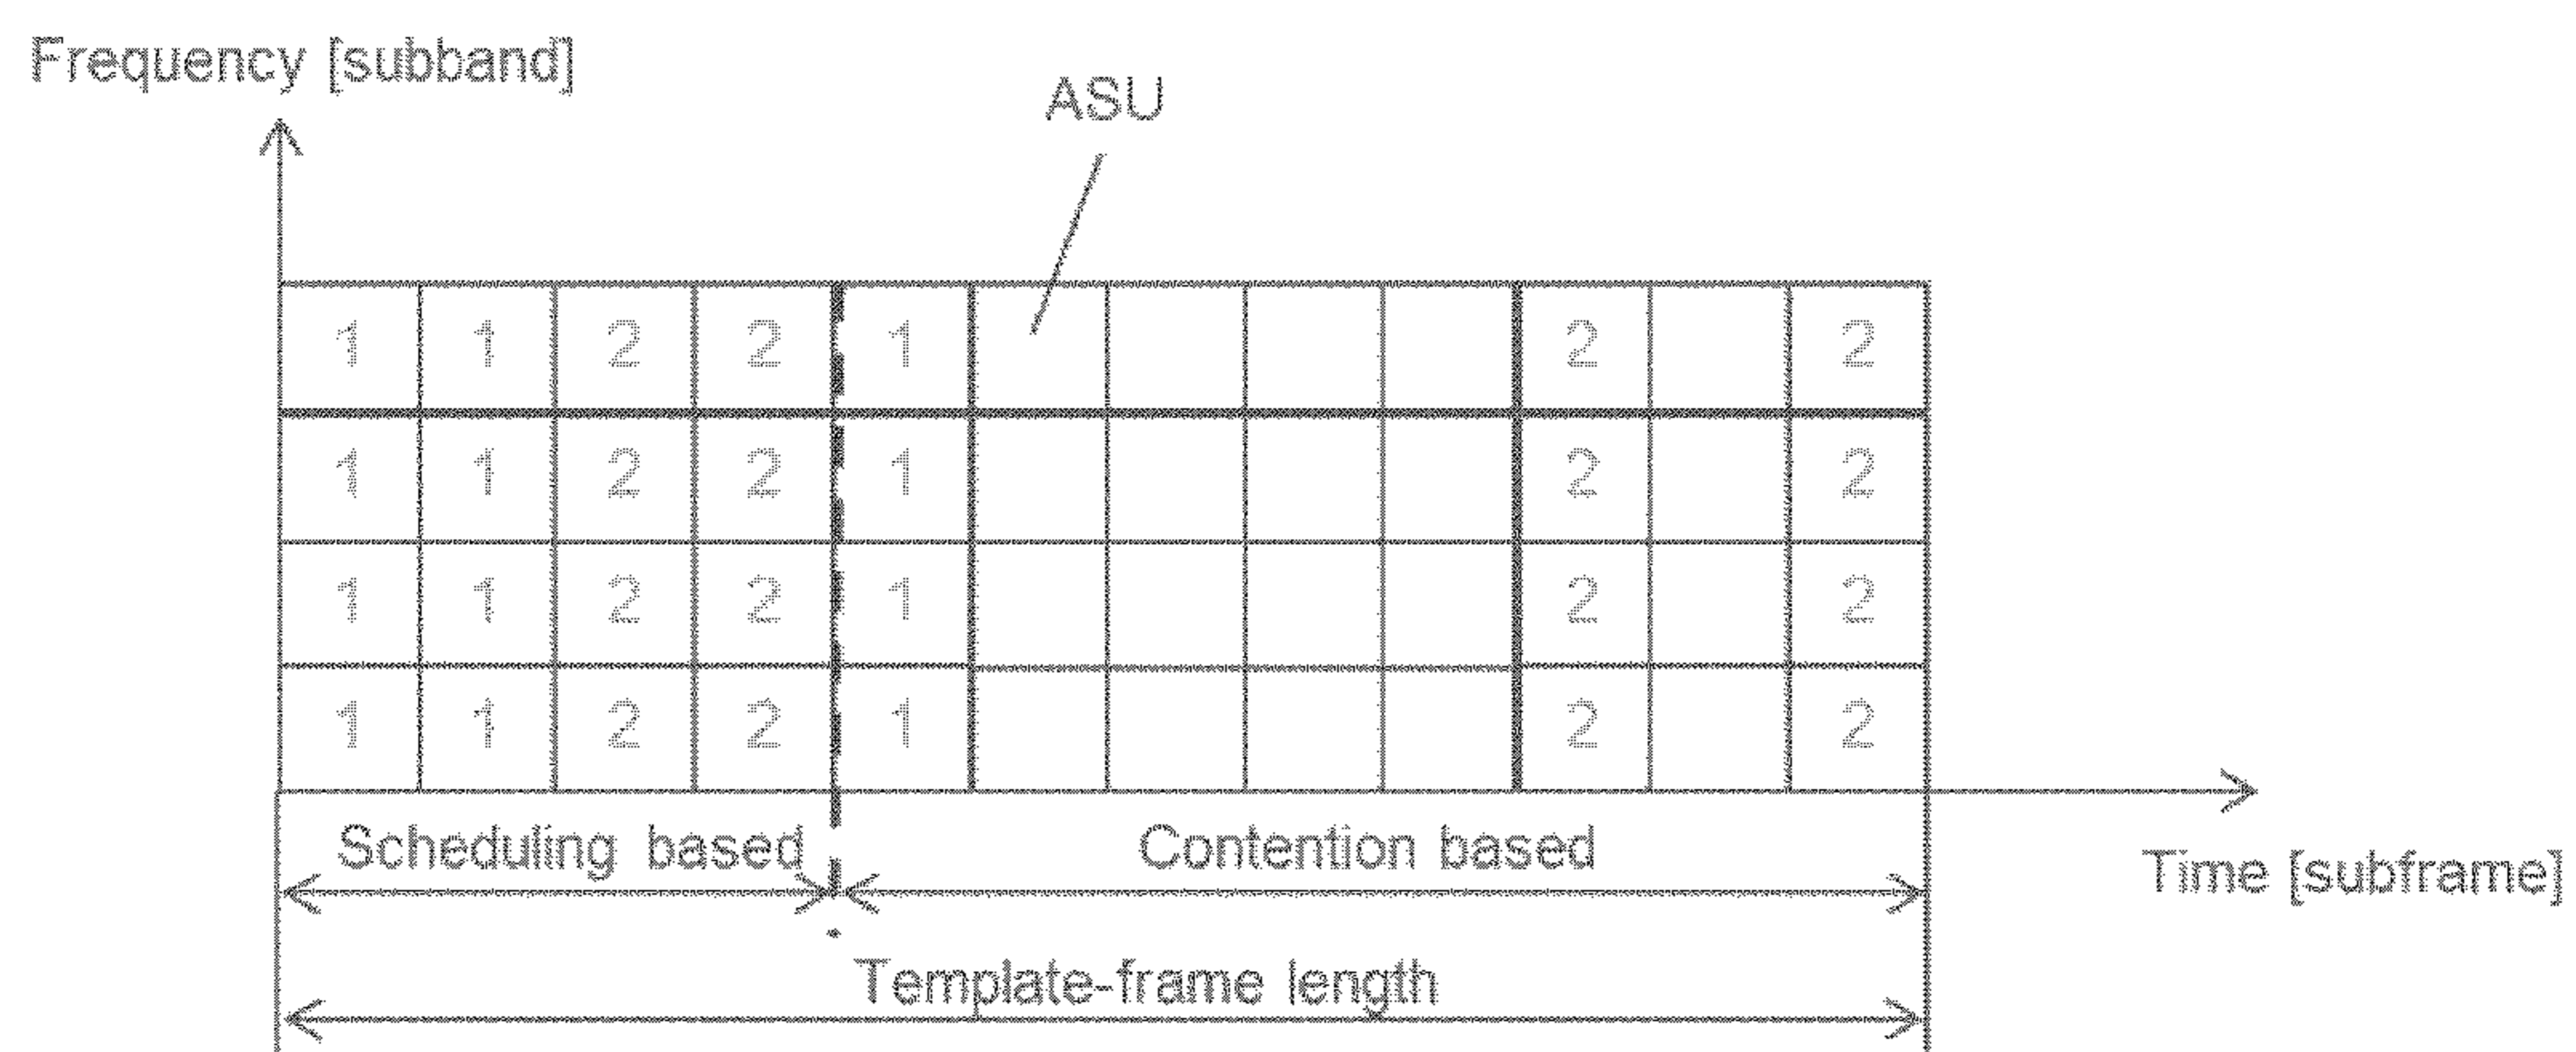 Frequency [subband]
ASU
1 1 2 2 1 2 2
1 1 2 2 1 2 2
1 1 2 2 1 2 2
1 1 2 2 1 2 2
Scheduling based
Contention based
Time [subframe]
Template-frame length